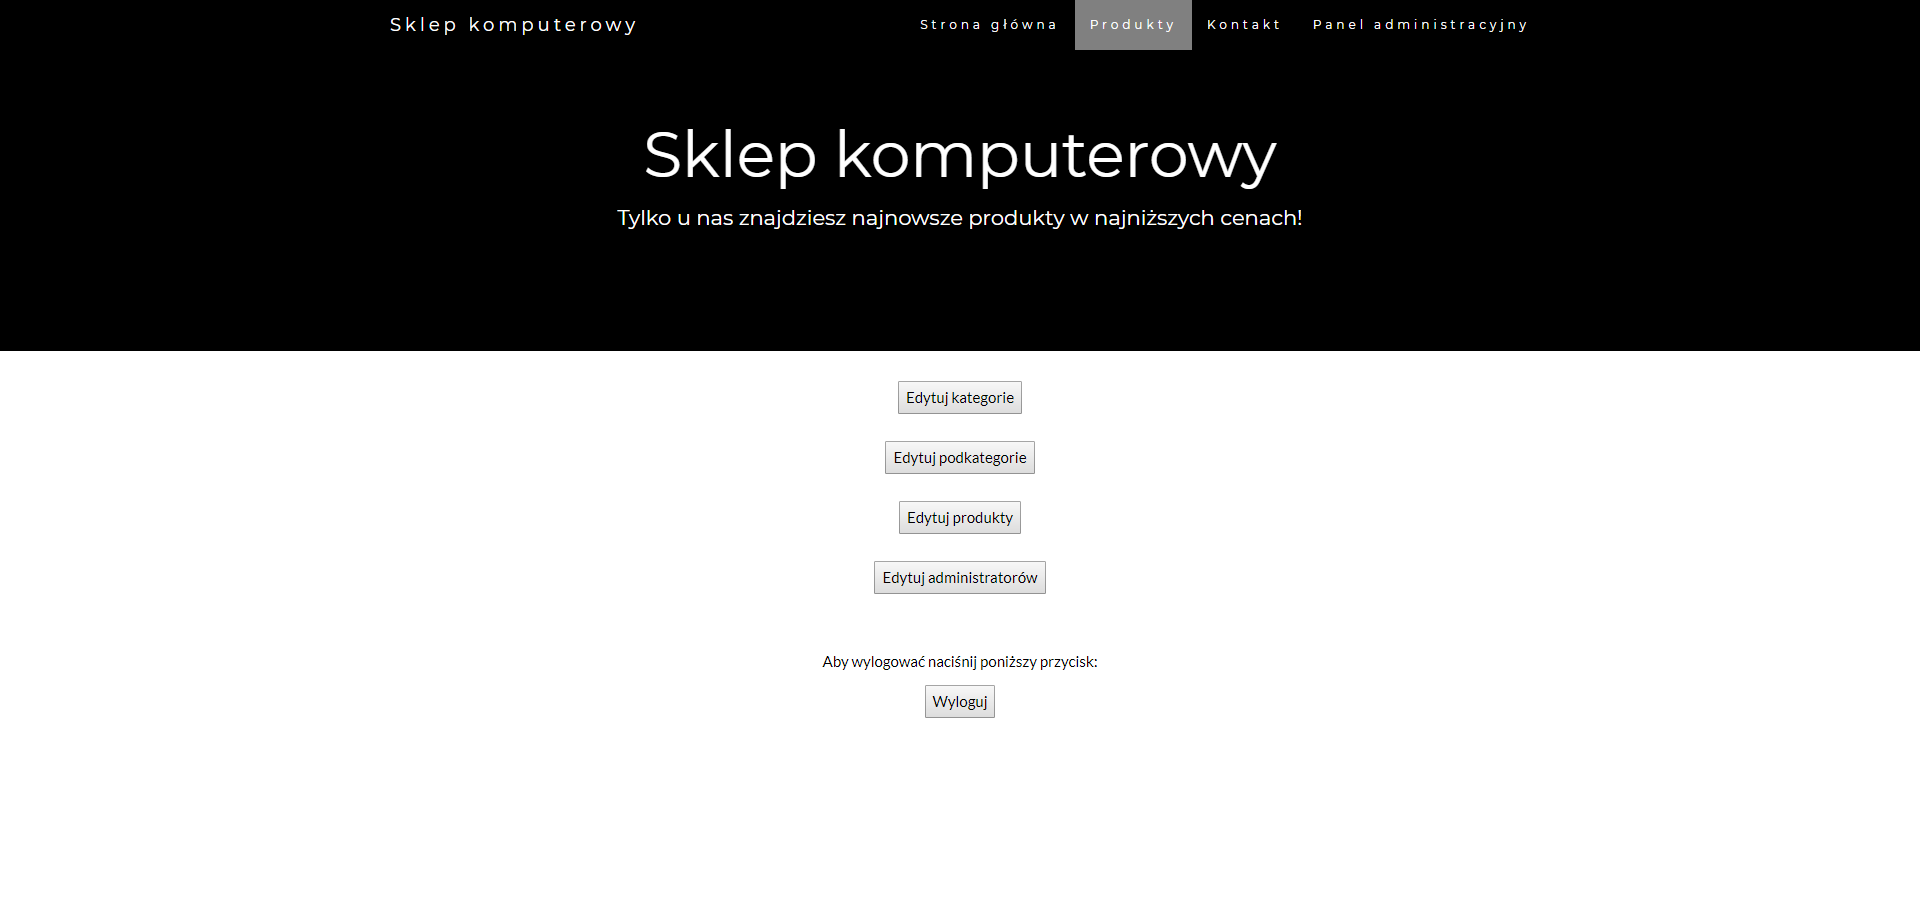 Sklep komputerowy
Strona główna
Produkty
Kontakt
Panel administracyjny
Sklep komputerowy
Tylko u nas znajdziesz najnowsze produkty w najniższych cenach!
Edytuj kategorie
Edytuj podkategorie
Edytuj produkty
Edytuj administratorów
Aby wylogować naciśnij poniższy przycisk:
Wyloguj